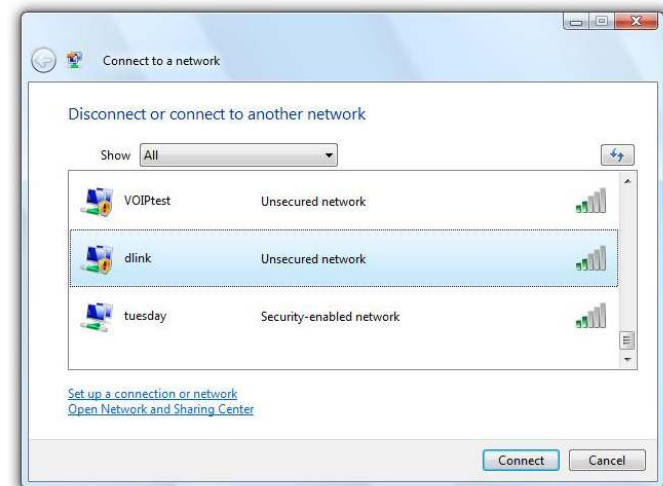 Connect to a network
Disconnect or connect to another network
Show All
VOIPtest Unsecured network
dlink Unsecured network
tuesday Security-enabled network
Set up a connection or network
Open Network and Sharing Center
Connect Cancel